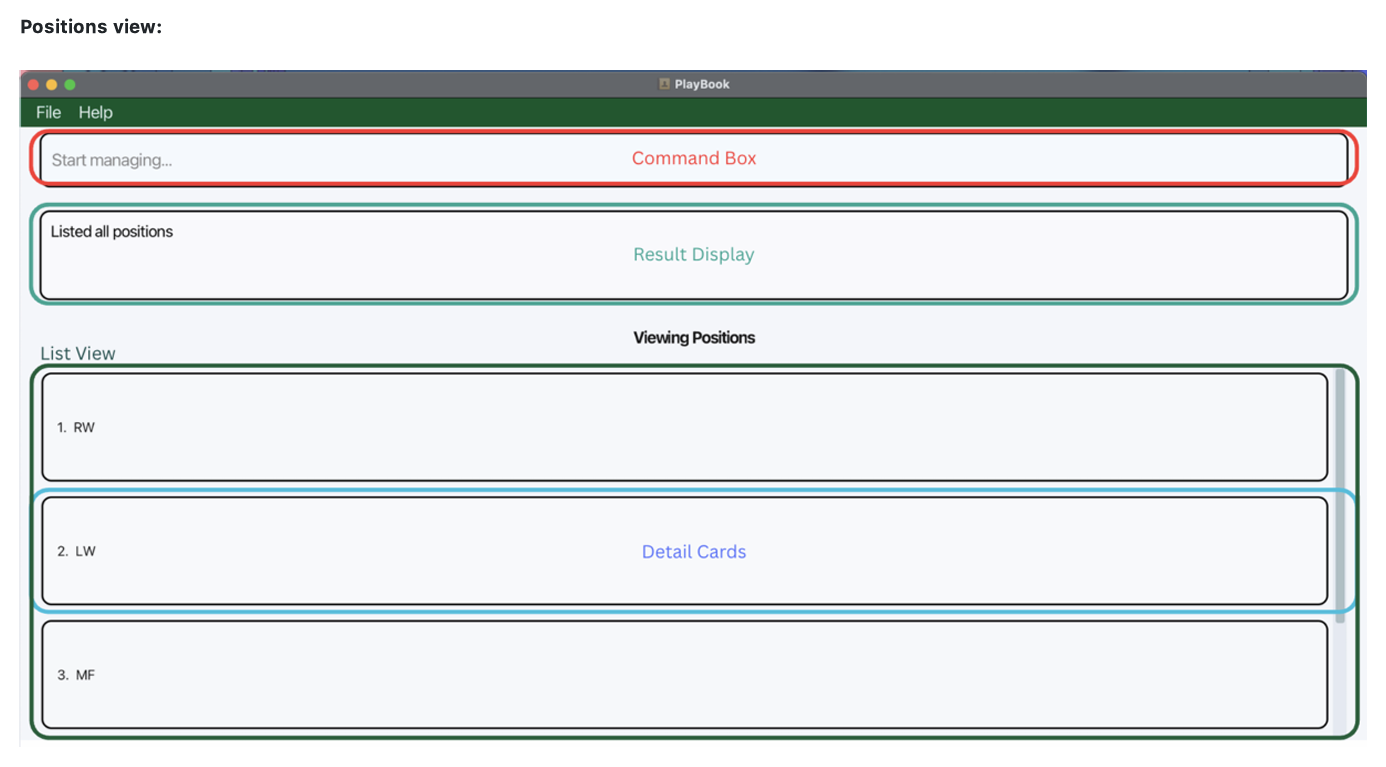 Positions view:
PlayBook
File Help
Start managing...
Command Box
Listed all positions
Result Display
Viewing Positions
List View
1. RW
2. LW
Detail Cards
3. MF